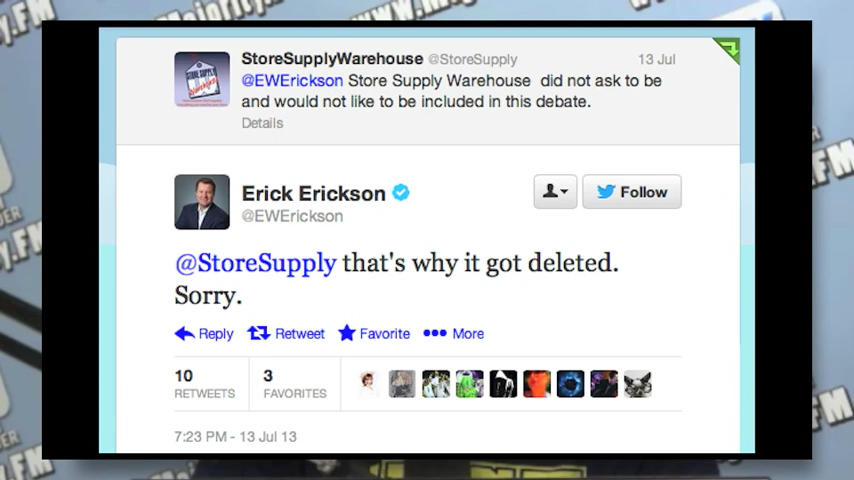 StoreSupplyWarehouse @StoreSupply 13 Jul
@EWErickson Store Supply Warehouse did not ask to be
and would not like to be included in this debate.
Details
Erick Erickson
@EWErickson
Follow
@StoreSupply that's why it got deleted.
Sorry.
Reply Retweet Favorite More
10 3
RETWEETS FAVORITES
7:23 PM - 13 Jul 13